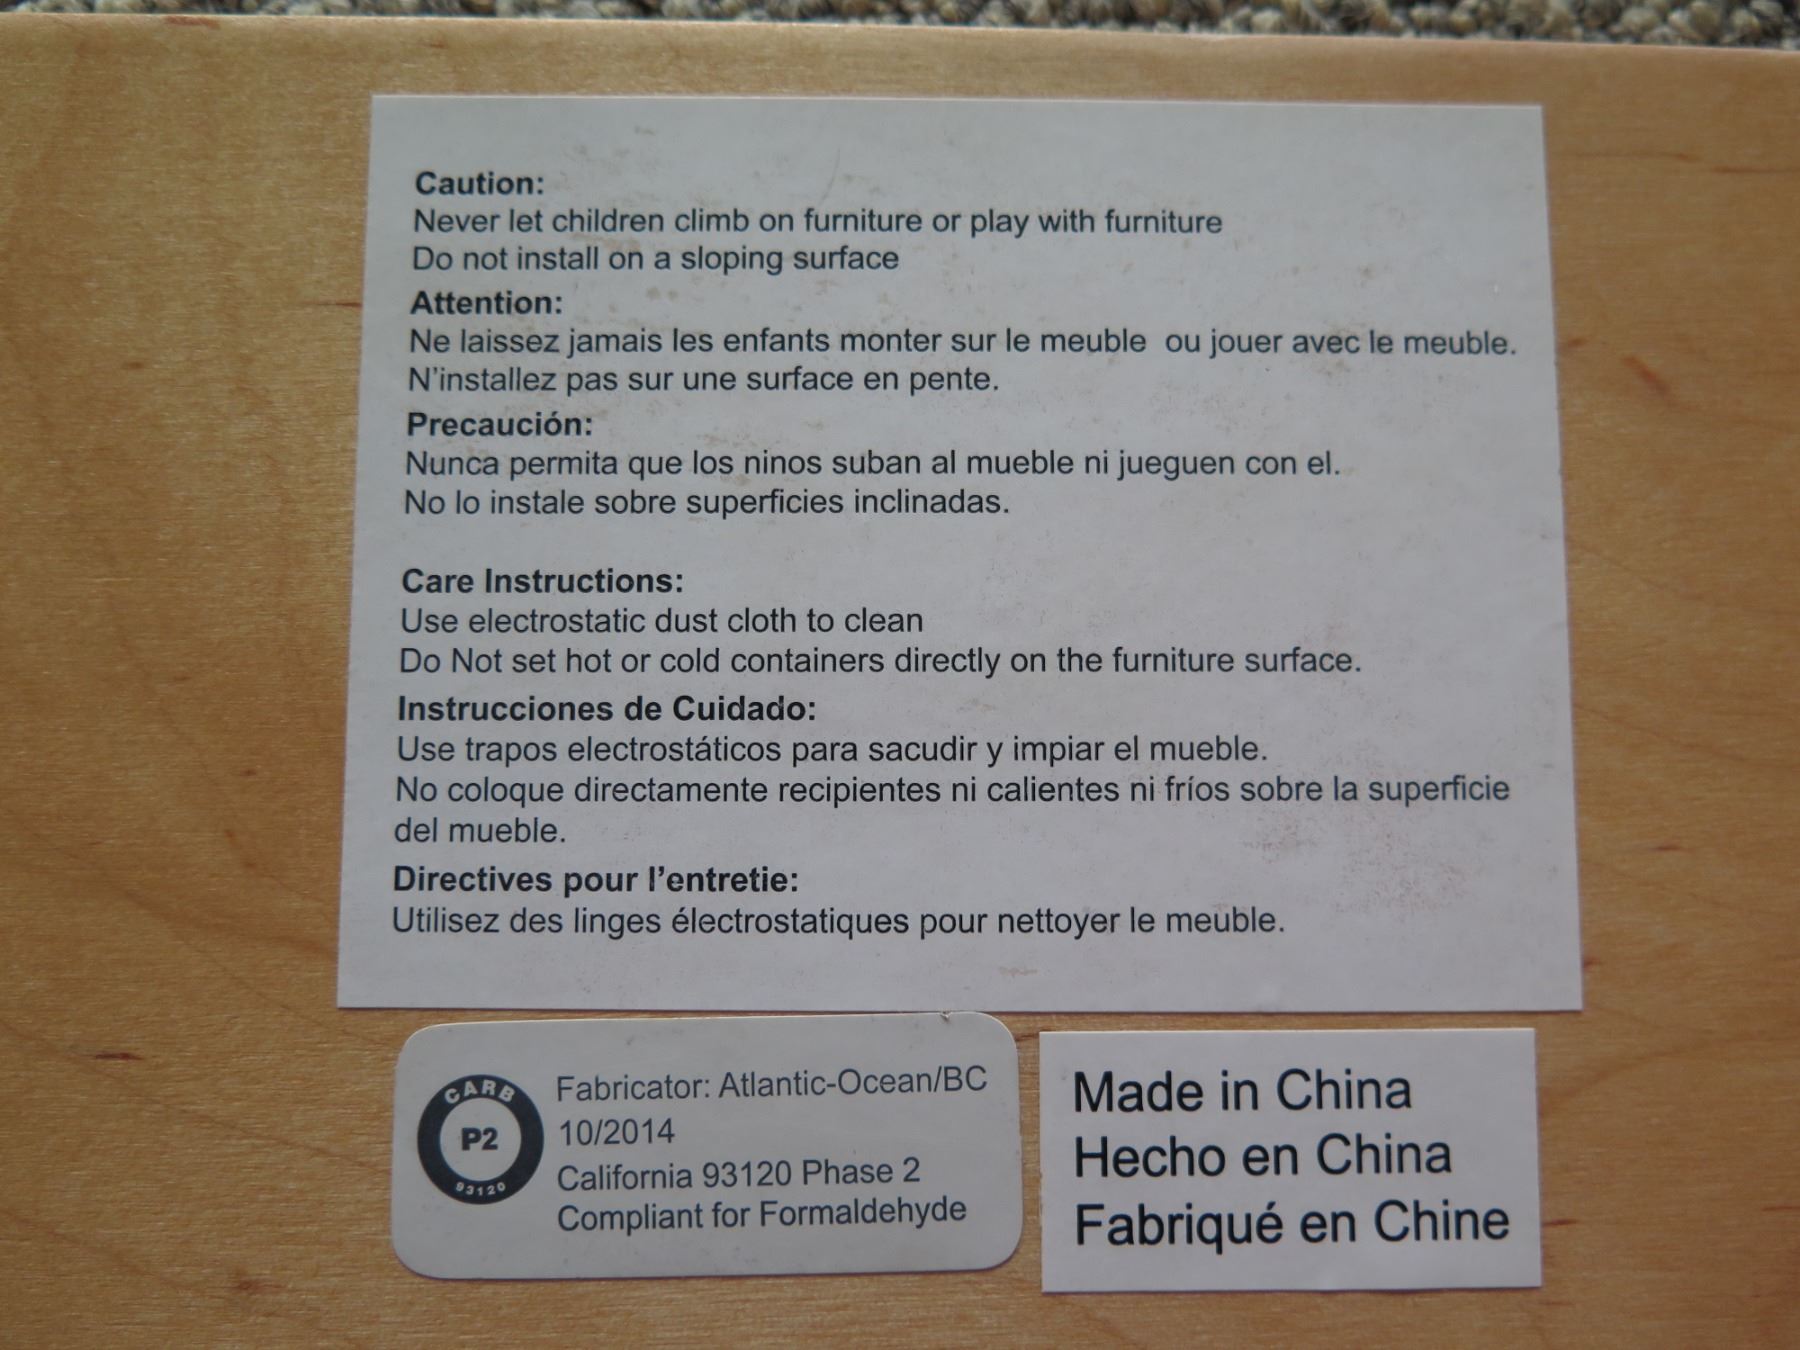 Caution:
Never let children climb on furniture or play with furniture
Do not install on a sloping surface
Attention:
Ne laissez jamais les enfants monter sur le meuble ou jouer avec le meuble.
N'installez pas sur une surface en pente.
Precaución:
Nunca permita que los ninos suban al mueble ni jueguen con el.
No lo instale sobre superficies inclinadas.
Care Instructions:
Use electrostatic dust cloth to clean
Do Not set hot or cold containers directly on the furniture surface.
Instrucciones de Cuidado:
Use trapos electrostáticos para sacudir y impiar el mueble.
No coloque directamente recipientes ni calientes ni fríos sobre la superficie
del mueble.
Directives pour l'entretie:
Utilisez des linges électrostatiques pour nettoyer le meuble.
CARB
P2
93120
Fabricator: Atlantic-Ocean/BC
10/2014
California 93120 Phase 2
Compliant for Formaldehyde
Made in China
Hecho en China
Fabriqué en Chine